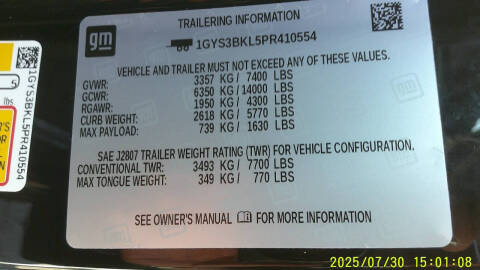 TRAILERING INFORMATION
gm
1GYS3BKL5PR410554
VEHICLE AND TRAILER MUST NOT EXCEED ANY OF THESE VALUES.
GVWR: 3357 KG / 7400 LBS
GCWR: 6350 KG / 14000 LBS
RGAWR: 1950 KG / 4300 LBS
CURB WEIGHT: 2618 KG / 5770 LBS
MAX PAYLOAD: 739 KG / 1630 LBS
SAE J2807 TRAILER WEIGHT RATING (TWR) FOR VEHICLE CONFIGURATION.
CONVENTIONAL TWR: 3493 KG / 7700 LBS
MAX TONGUE WEIGHT: 349 KG / 770 LBS
SEE OWNER'S MANUAL FOR MORE INFORMATION
1GYS3BKL5PR410554
5
lbs
2025/07/30 15:01:08